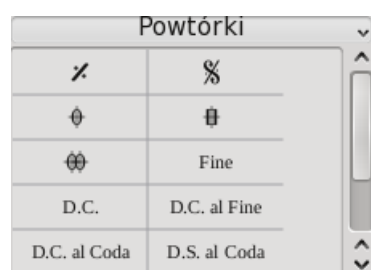 Powtórki
Fine
D.C. D.C. al Fine
D.C. al Coda D.S. al Coda